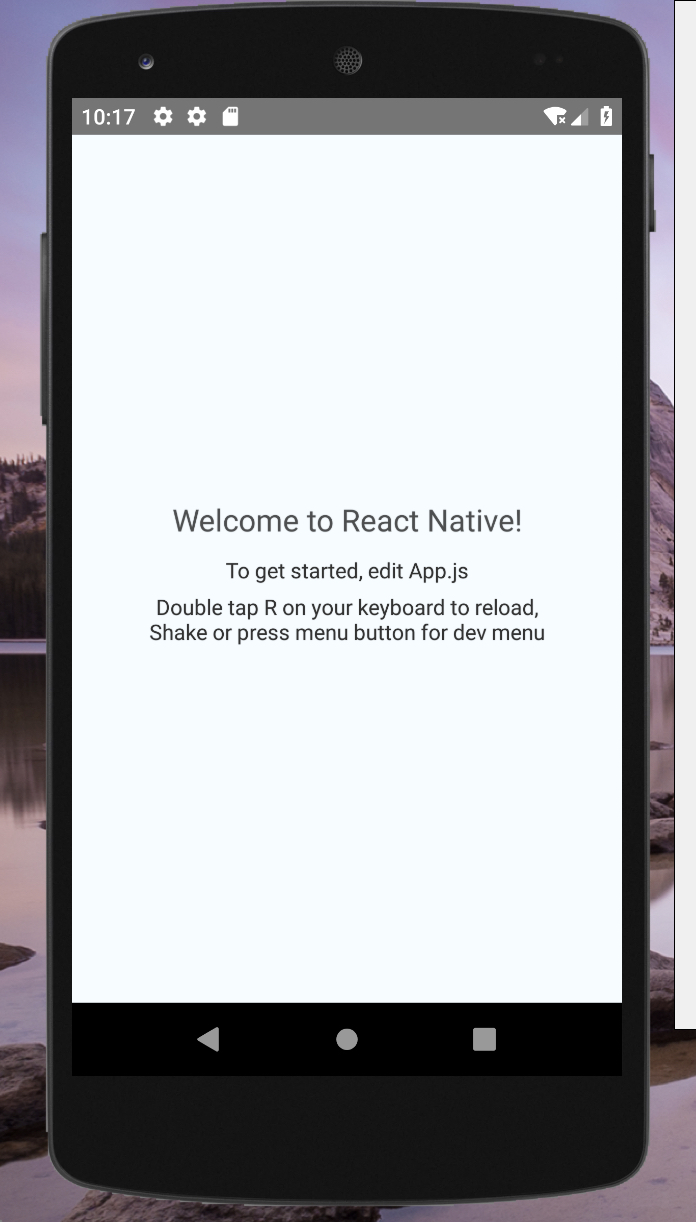 10:17
Welcome to React Native!
To get started, edit App.js
Double tap R on your keyboard to reload,
Shake or press menu button for dev menu